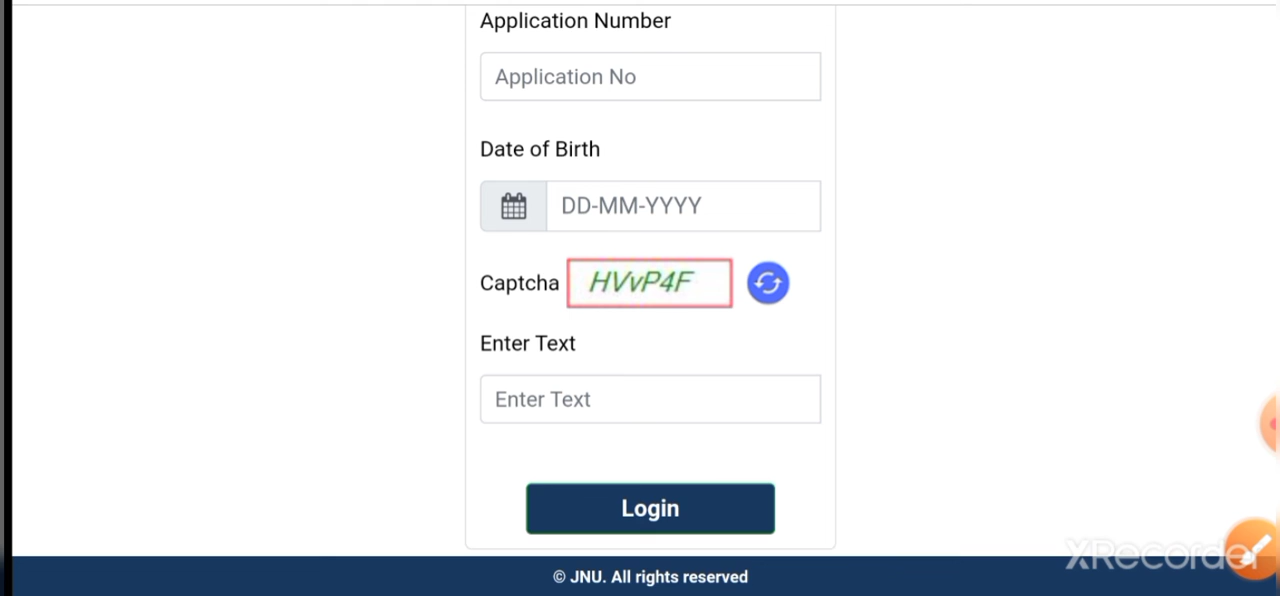 Application Number
Application No
Date of Birth
DD-MM-YYYY
Captcha HVvP4F
Enter Text
Enter Text
Login
XRecorder
© JNU. All rights reserved